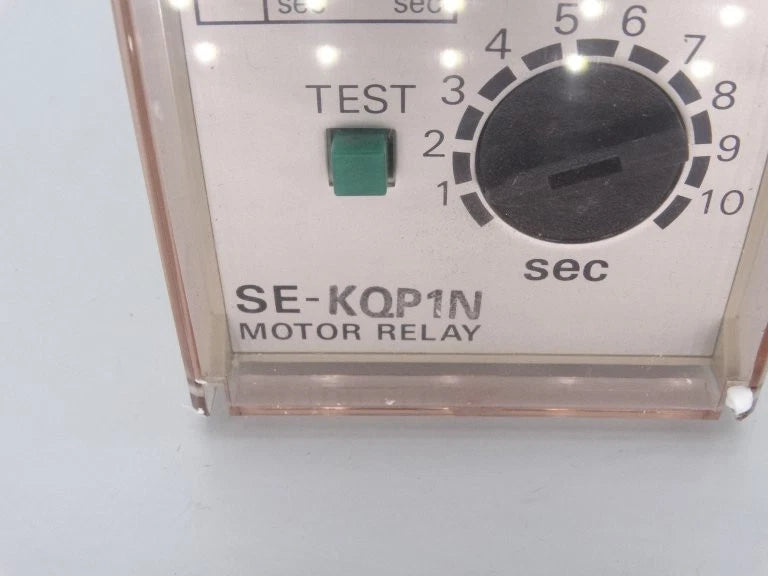 sec sec
TEST
1 2 3 4 5 6 7 8 9 10
sec
SE-KQP1N
MOTOR RELAY